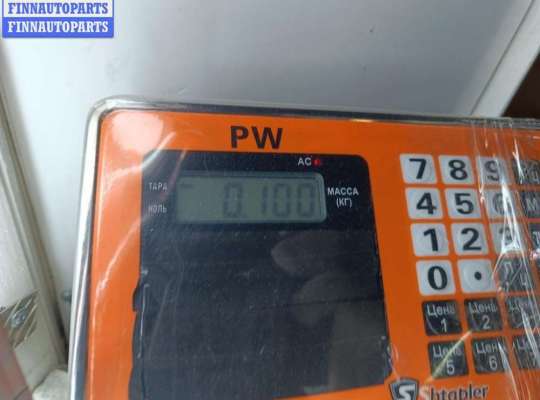 FINNAUTOPARTS
FINNAUTOPARTS
PW
AC
ТАРА
НОЛЬ
0.100
МАССА
(КГ)
7 8 9
4 5
1 2
0 .
Цена 1
Цена 2
Цена 5
Цена 6
Shtapler